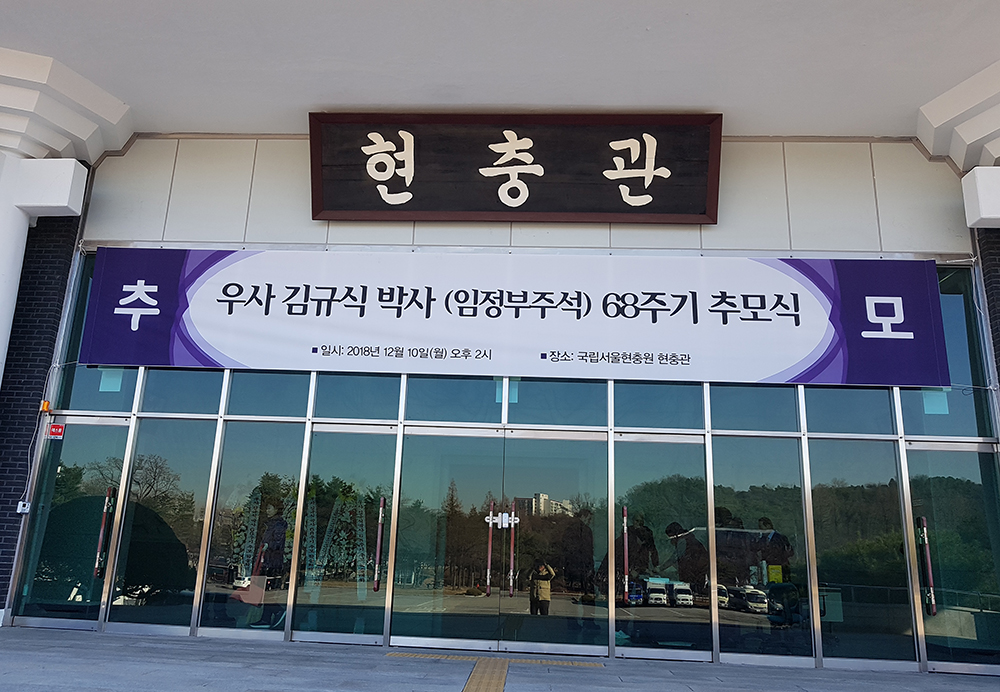 현충관
추 우사 김규식 박사 (임정부주석) 68주기 추모식 모
■ 일시: 2018년 12월 10일(월) 오후 2시 ■ 장소: 국립서울현충원 현충관